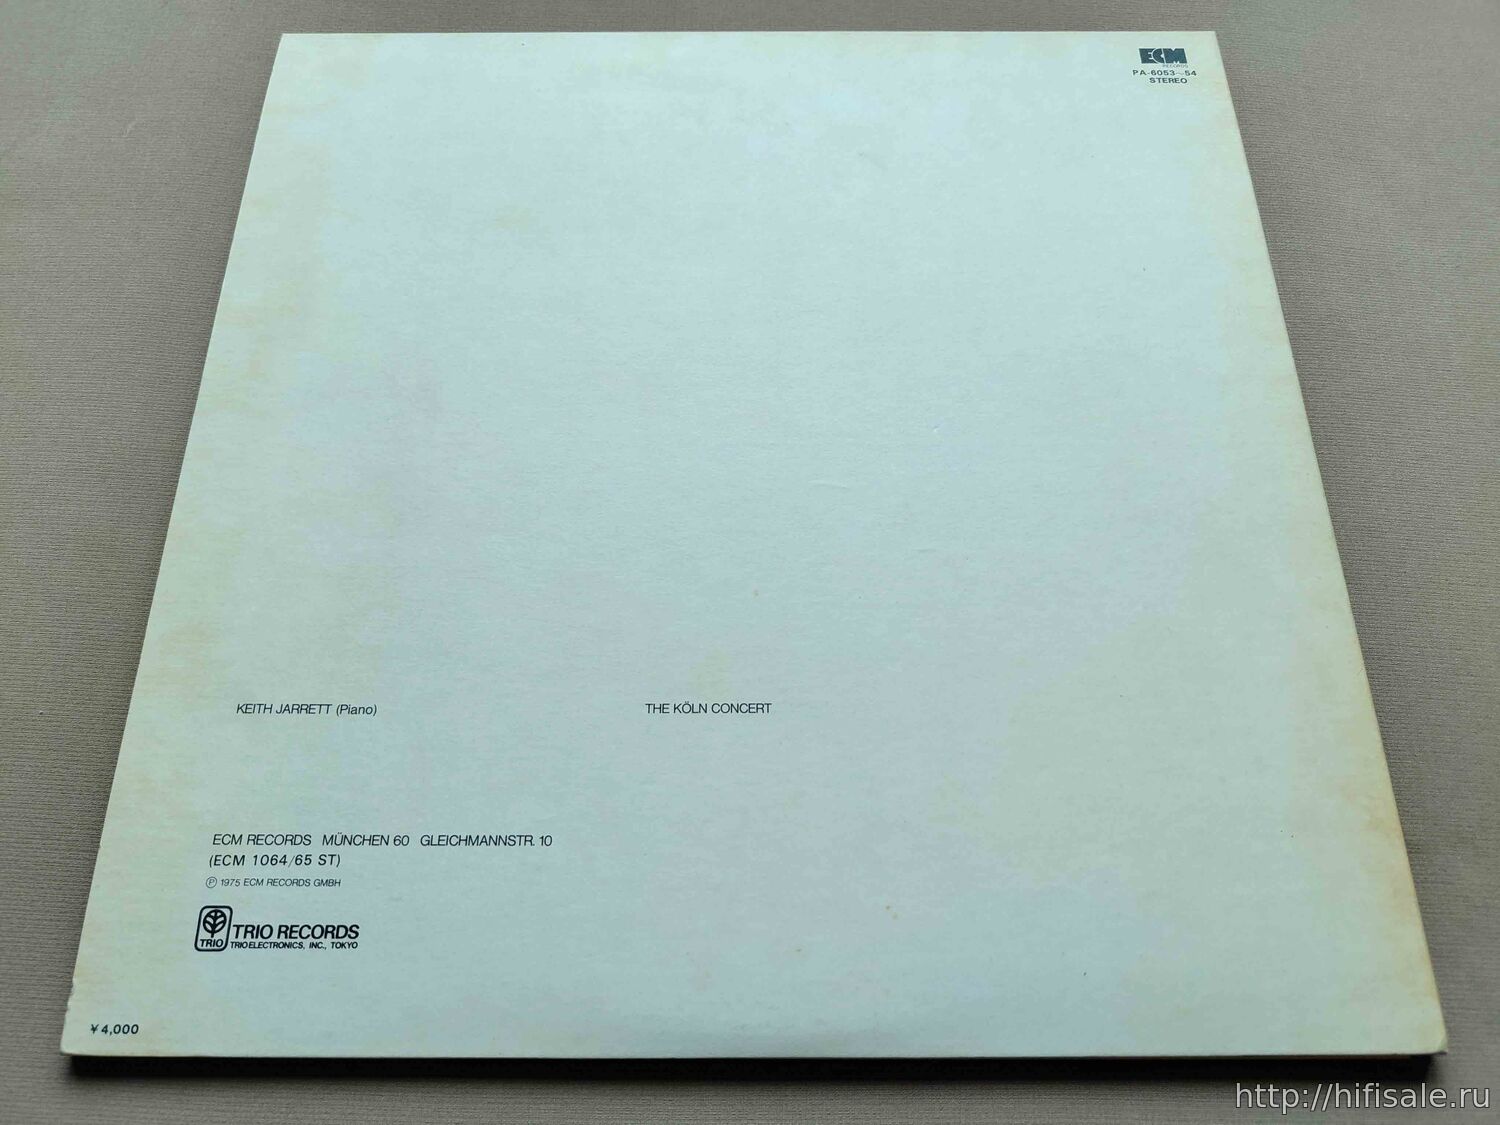 ECM
RECORDS
PA-6053~54
STEREO
KEITH JARRETT (Piano)
THE KÖLN CONCERT
ECM RECORDS MÜNCHEN 60 GLEICHMANNSTR. 10
(ECM 1064/65 ST)
℗ 1975 ECM RECORDS GMBH
TRIO
TRIO RECORDS
TRIO ELECTRONICS, INC., TOKYO
¥4,000
http://hifisale.ru